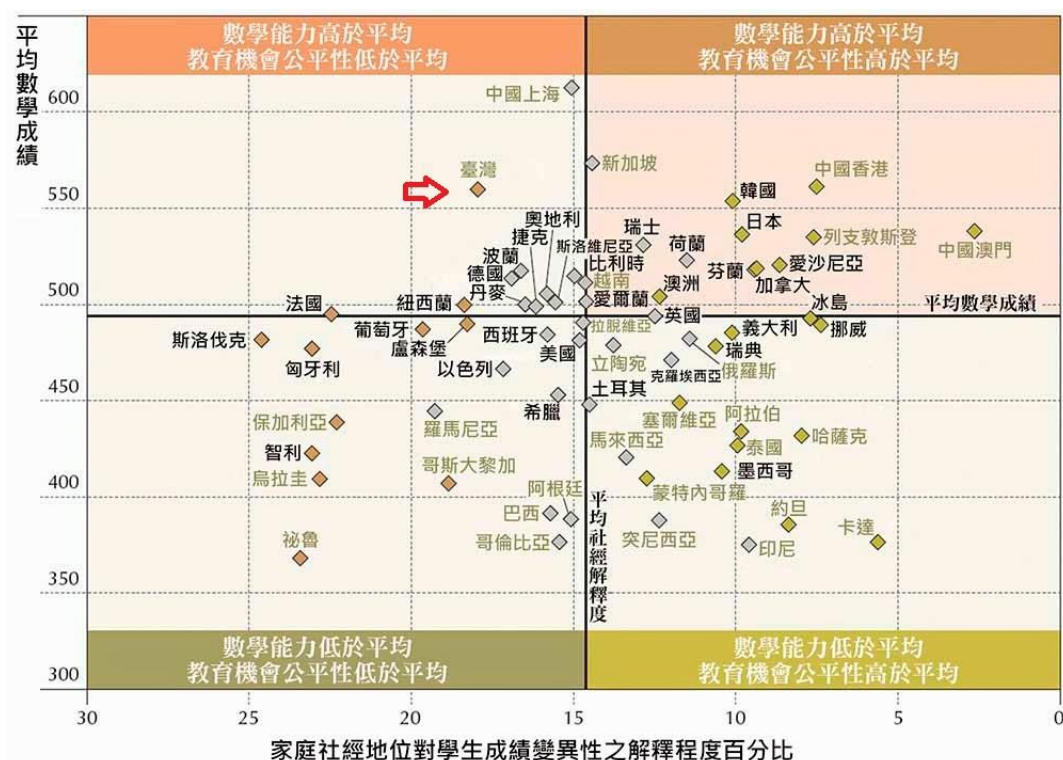 平均數學成績
數學能力高於平均
教育機會公平性低於平均
數學能力高於平均
教育機會公平性高於平均
600
中國上海
新加坡
中國香港
臺灣
550
韓國
奧地利
日本
捷克
斯洛維尼亞
瑞士
荷蘭
列支敦斯登
中國澳門
波蘭
德國
丹麥
比利時
越南
愛爾蘭
澳洲
芬蘭
愛沙尼亞
加拿大
冰島
平均數學成績
500
法國
紐西蘭
斯洛伐克
匈牙利
葡萄牙
盧森堡
西班牙
美國
以色列
拉脫維亞
英國
義大利
挪威
立陶宛
瑞典
俄羅斯
克羅埃西亞
450
保加利亞
羅馬尼亞
希臘
土耳其
塞爾維亞
阿拉伯
哈薩克
智利
烏拉圭
哥斯大黎加
馬來西亞
泰國
墨西哥
蒙特內哥羅
400
阿根廷
巴西
哥倫比亞
祕魯
突尼西亞
約旦
印尼
卡達
平均社經解釋度
350
數學能力低於平均
教育機會公平性低於平均
數學能力低於平均
教育機會公平性高於平均
300
30
20
15
10
5
0
家庭社經地位對學生成績變異性之解釋程度百分比